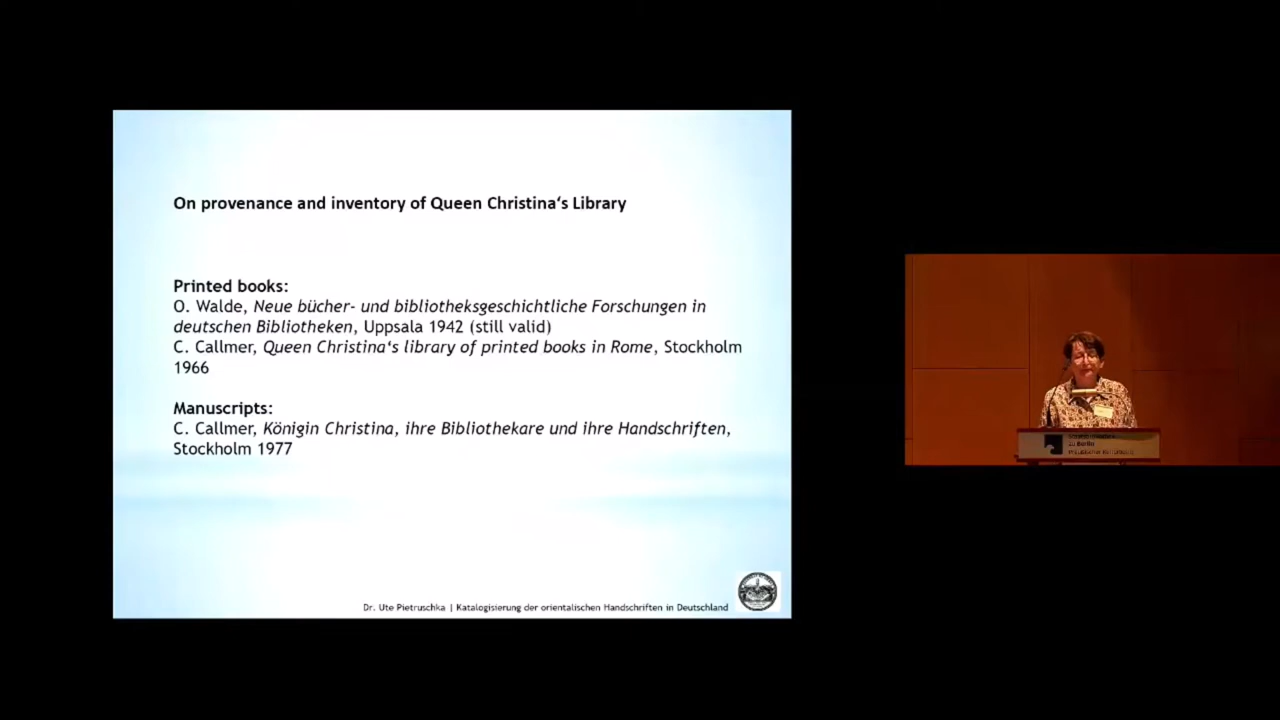 On provenance and inventory of Queen Christina‘s Library
Printed books:
O. Walde, Neue bücher- und bibliotheksgeschichtliche Forschungen in
deutschen Bibliotheken, Uppsala 1942 (still valid)
C. Callmer, Queen Christina‘s library of printed books in Rome, Stockholm
1966
Manuscripts:
C. Callmer, Königin Christina, ihre Bibliothekare und ihre Handschriften,
Stockholm 1977
Dr. Ute Pietruschka | Katalogisierung der orientalischen Handschriften in Deutschland
zu Berlin